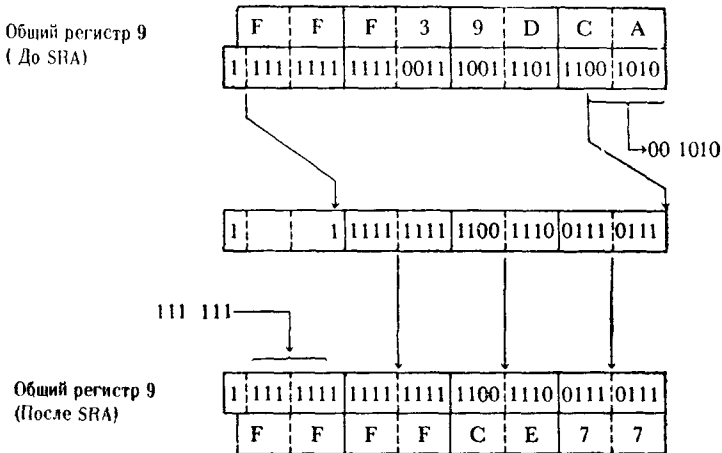 Общий регистр 9
( До SRA)
F F F 3 9 D C A
1 111 1111 1111 0011 1001 1101 1100 1010
00 1010
1 1 1111 1111 1100 1110 0111 0111
111 111
Общий регистр 9
(После SRA)
1 111 1111 1111 1111 1100 1110 0111 0111
F F F F C E 7 7